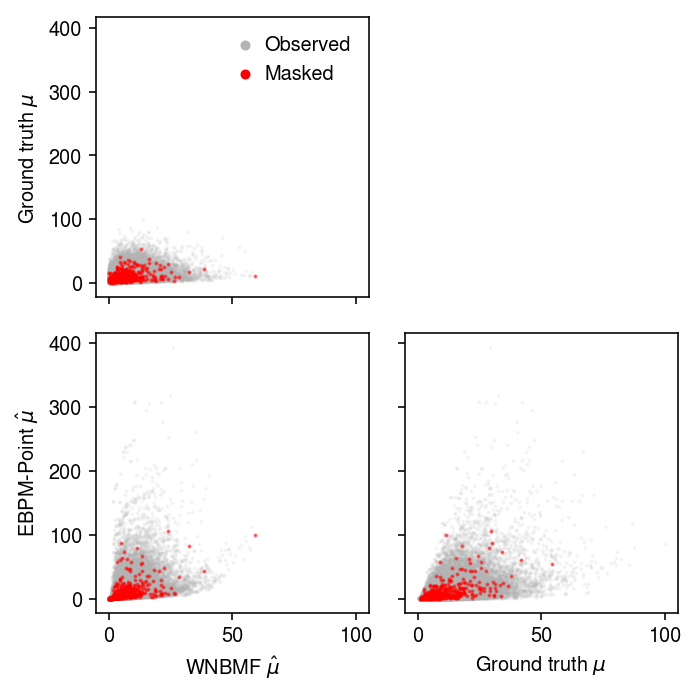 400
300
200
100
0
Ground truth μ
Observed
Masked
400
300
200
100
0
EBPM-Point μ̂
0
50
100
0
50
100
WNBMF μ̂
Ground truth μ